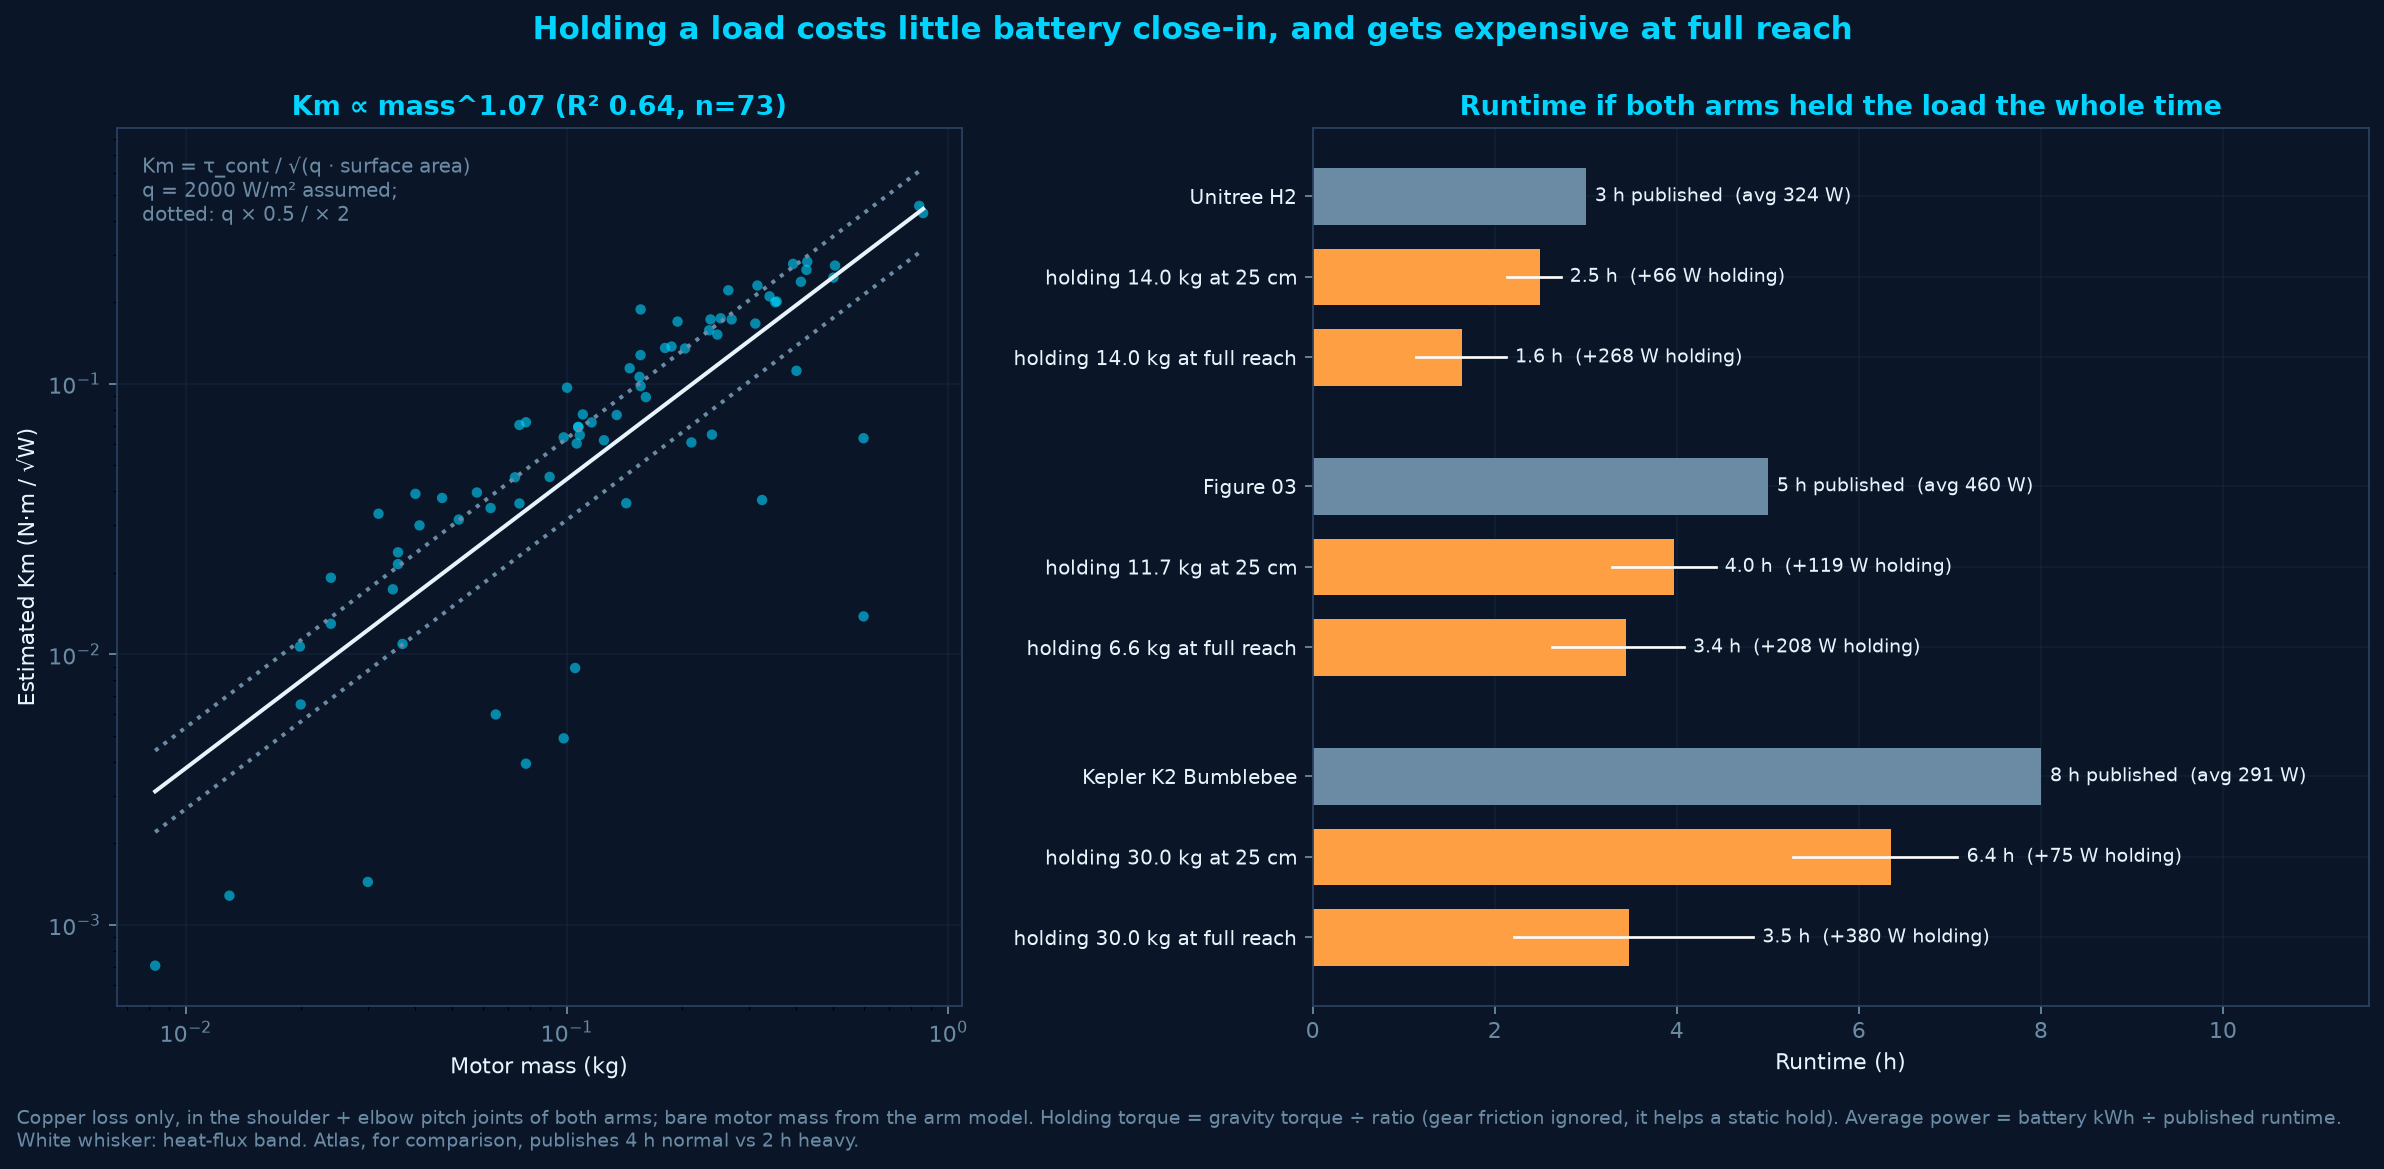 Holding a load costs little battery close-in, and gets expensive at full reach
Km ∝ mass^1.07 (R² 0.64, n=73)
Km = τ_cont / √(q · surface area)
q = 2000 W/m² assumed;
dotted: q × 0.5 / × 2
Estimated Km (N·m / √W)
10⁻¹
10⁻²
10⁻³
10⁻²
10⁻¹
10⁰
Motor mass (kg)
Runtime if both arms held the load the whole time
Unitree H2
3 h published (avg 324 W)
holding 14.0 kg at 25 cm
2.5 h (+66 W holding)
holding 14.0 kg at full reach
1.6 h (+268 W holding)
Figure 03
5 h published (avg 460 W)
holding 11.7 kg at 25 cm
4.0 h (+119 W holding)
holding 6.6 kg at full reach
3.4 h (+208 W holding)
Kepler K2 Bumblebee
8 h published (avg 291 W)
holding 30.0 kg at 25 cm
6.4 h (+75 W holding)
holding 30.0 kg at full reach
3.5 h (+380 W holding)
0
2
4
6
8
10
Runtime (h)
Copper loss only, in the shoulder + elbow pitch joints of both arms; bare motor mass from the arm model. Holding torque = gravity torque ÷ ratio (gear friction ignored, it helps a static hold). Average power = battery kWh ÷ published runtime.
White whisker: heat-flux band. Atlas, for comparison, publishes 4 h normal vs 2 h heavy.